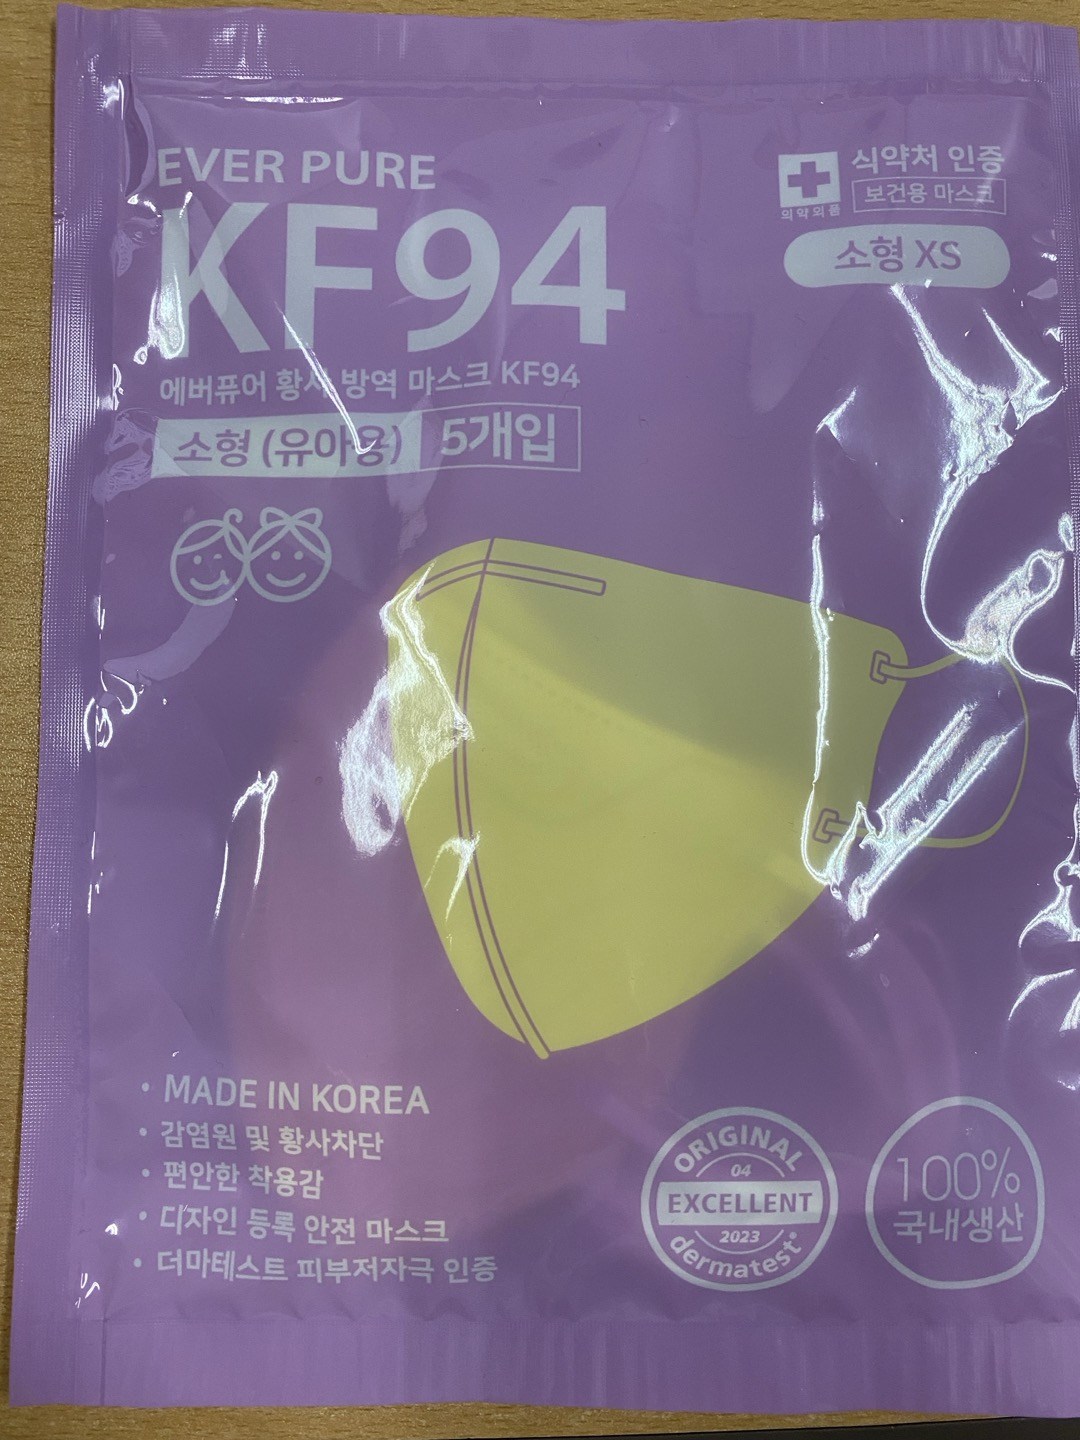 EVER PURE
KF94
에버퓨어 황사 방역 마스크 KF94
소형 (유아용) 5개입
식약처 인증
보건용 마스크
의약외품
소형 XS
• MADE IN KOREA
• 감염원 및 황사차단
• 편안한 착용감
• 디자인 등록 안전 마스크
• 더마테스트 피부저자극 인증
ORIGINAL
04
EXCELLENT
2023
dermatest®
100%
국내생산